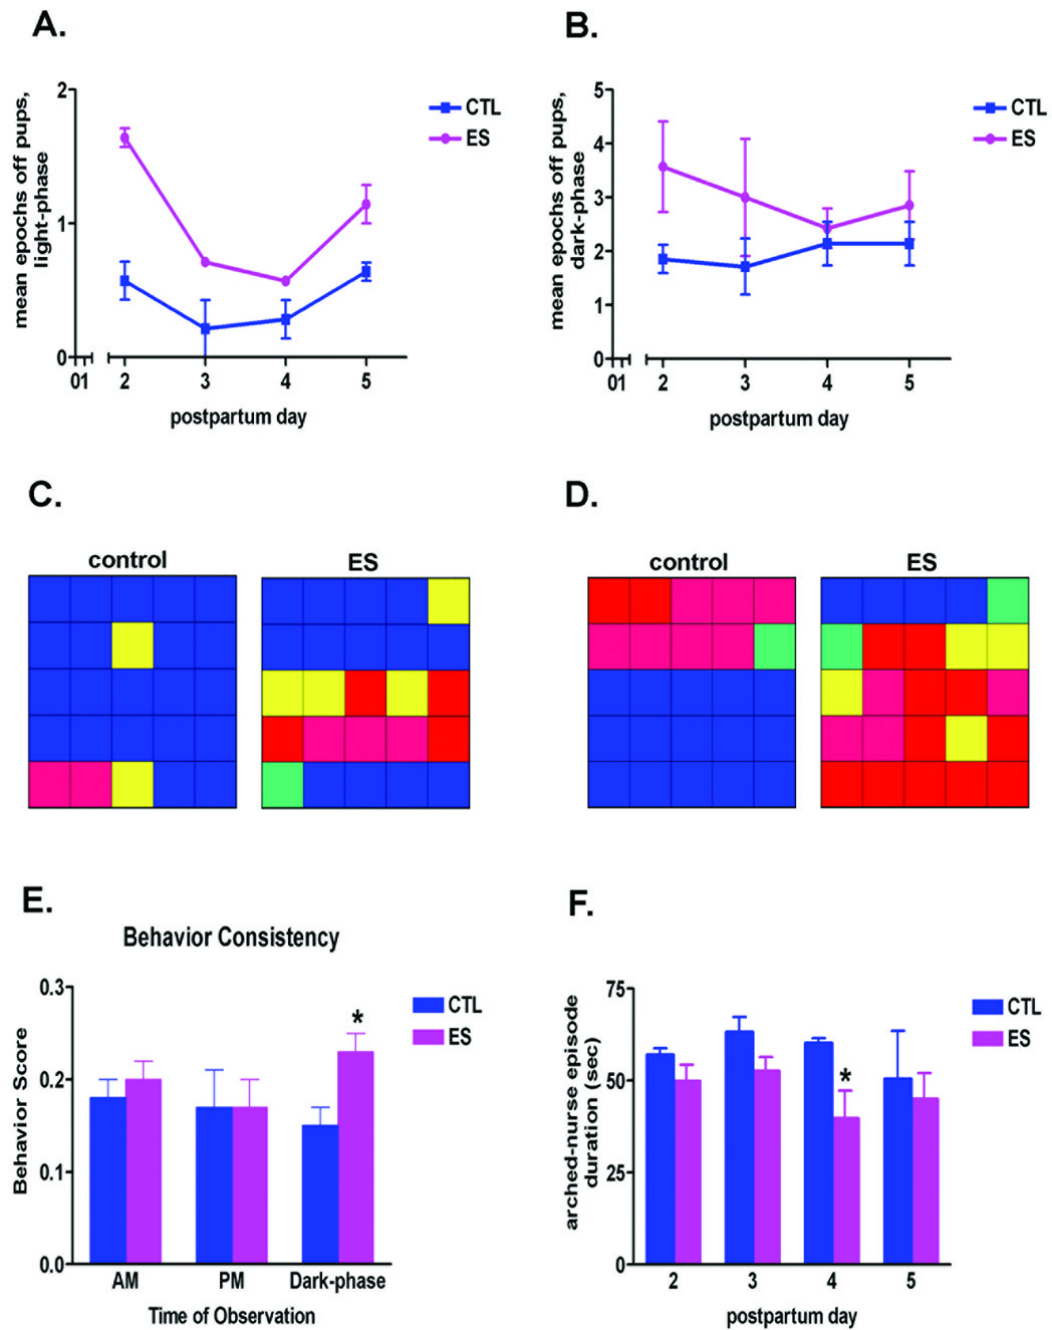 A.
mean epochs off pups,
light-phase
2
1
0
01
2
3
4
5
postpartum day
CTL
ES
B.
mean epochs off pups,
dark-phase
5
4
3
2
1
0
01
2
3
4
5
postpartum day
CTL
ES
C.
control
ES
D.
control
ES
E.
Behavior Consistency
Behavior Score
0.3
0.2
0.1
0.0
*
CTL
ES
AM
PM
Dark-phase
Time of Observation
F.
arched-nurse episode
duration (sec)
75
50
25
0
*
CTL
ES
2
3
4
5
postpartum day